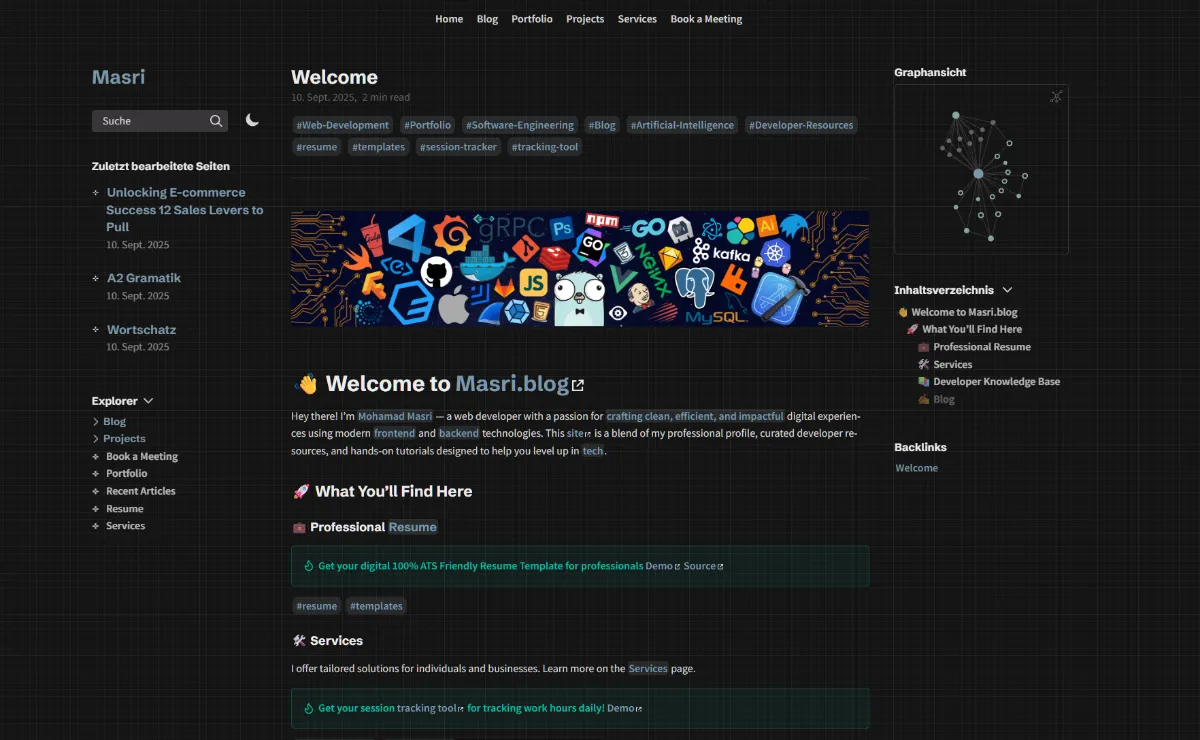 Home Blog Portfolio Projects Services Book a Meeting
Masri
Suche
Zuletzt bearbeitete Seiten
Unlocking E-commerce
Success 12 Sales Levers to
Pull
10. Sept. 2025
A2 Gramatik
10. Sept. 2025
Wortschatz
10. Sept. 2025
Explorer
Blog
Projects
Book a Meeting
Portfolio
Recent Articles
Resume
Services
Welcome
10. Sept. 2025, 2 min read
#Web-Development #Portfolio #Software-Engineering #Blog #Artificial-Intelligence #Developer-Resources
#resume #templates #session-tracker #tracking-tool
gRPC Ps npm GO Ai
GO kafka
JS NGINX
MySQL
👋 Welcome to Masri.blog
Hey there! I'm Mohamad Masri — a web developer with a passion for crafting clean, efficient, and impactful digital experien-
ces using modern frontend and backend technologies. This site is a blend of my professional profile, curated developer re-
sources, and hands-on tutorials designed to help you level up in tech.
🚀 What You'll Find Here
💼 Professional Resume
Get your digital 100% ATS Friendly Resume Template for professionals Demo Source
#resume #templates
🛠 Services
I offer tailored solutions for individuals and businesses. Learn more on the Services page.
Get your session tracking tool for tracking work hours daily! Demo
Graphansicht
Inhaltsverzeichnis
👋 Welcome to Masri.blog
🚀 What You'll Find Here
💼 Professional Resume
🛠 Services
📚 Developer Knowledge Base
✍ Blog
Backlinks
Welcome